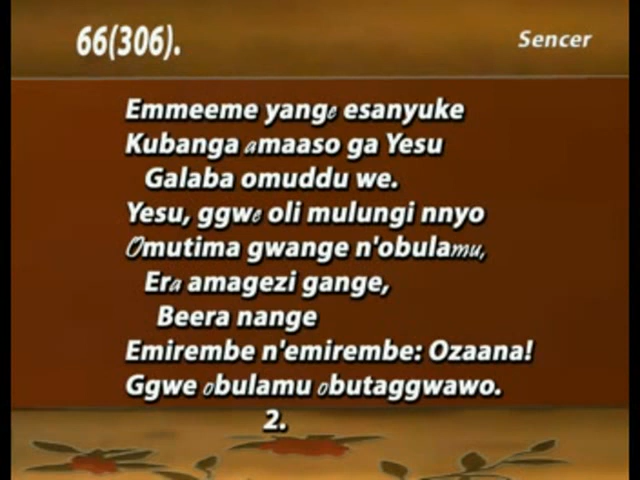 66(306).
Sencer
Emmeeme yange esanyuke
Kubanga amaaso ga Yesu
Galaba omuddu we.
Yesu, ggwe oli mulungi nnyo
Omutima gwange n'obulamu,
Era amagezi gange,
Beera nange
Emirembe n'emirembe: Ozaana!
Ggwe obulamu obutaggwawo.
2.